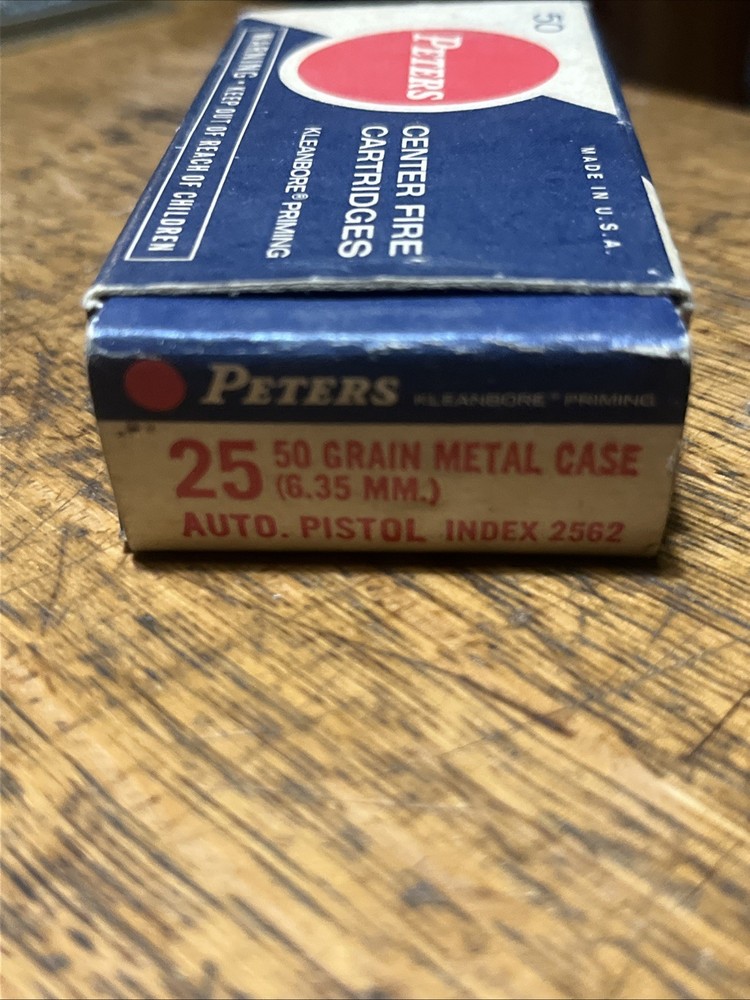 50
PETERS
CENTER FIRE
CARTRIDGES
KLEANBORE® PRIMING
MADE IN U.S.A.
WARNING • KEEP OUT OF REACH OF CHILDREN
PETERS KLEANBORE™ PRIMING
25 50 GRAIN METAL CASE
(6.35 MM.)
AUTO. PISTOL INDEX 2562